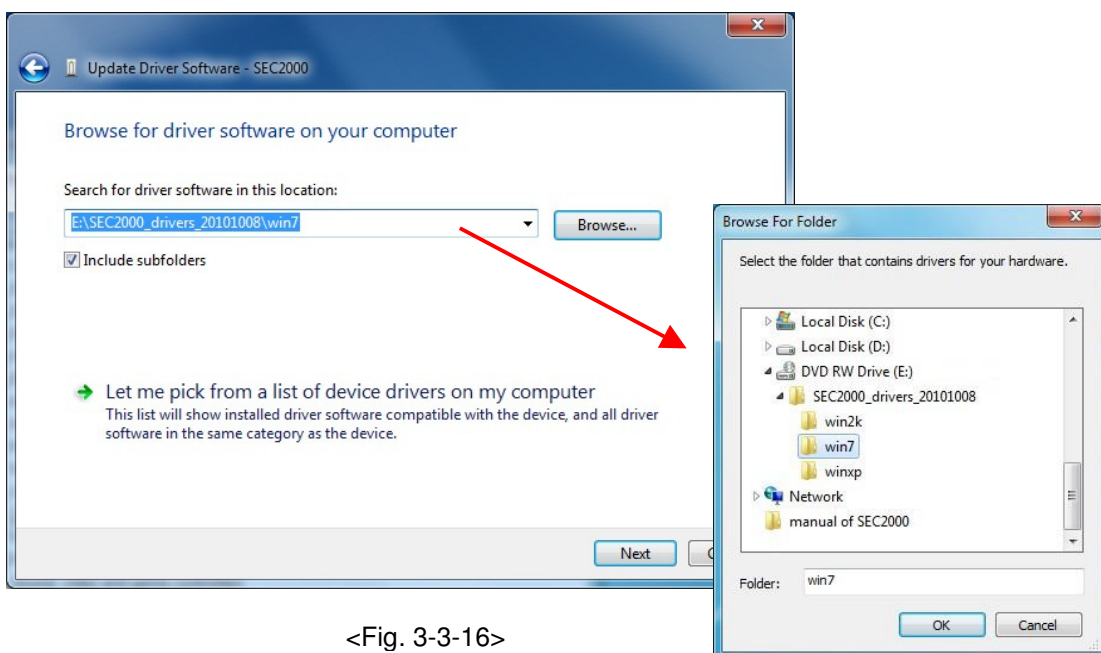 Update Driver Software - SEC2000
Browse for driver software on your computer
Search for driver software in this location:
E:\SEC2000_drivers_20101008\win7
Browse...
Include subfolders
Let me pick from a list of device drivers on my computer
This list will show installed driver software compatible with the device, and all driver
software in the same category as the device.
Next
Browse For Folder
Select the folder that contains drivers for your hardware.
Local Disk (C:)
Local Disk (D:)
DVD RW Drive (E:)
SEC2000_drivers_20101008
win2k
win7
winxp
Network
manual of SEC2000
Folder:
win7
OK
Cancel
<Fig. 3-3-16>